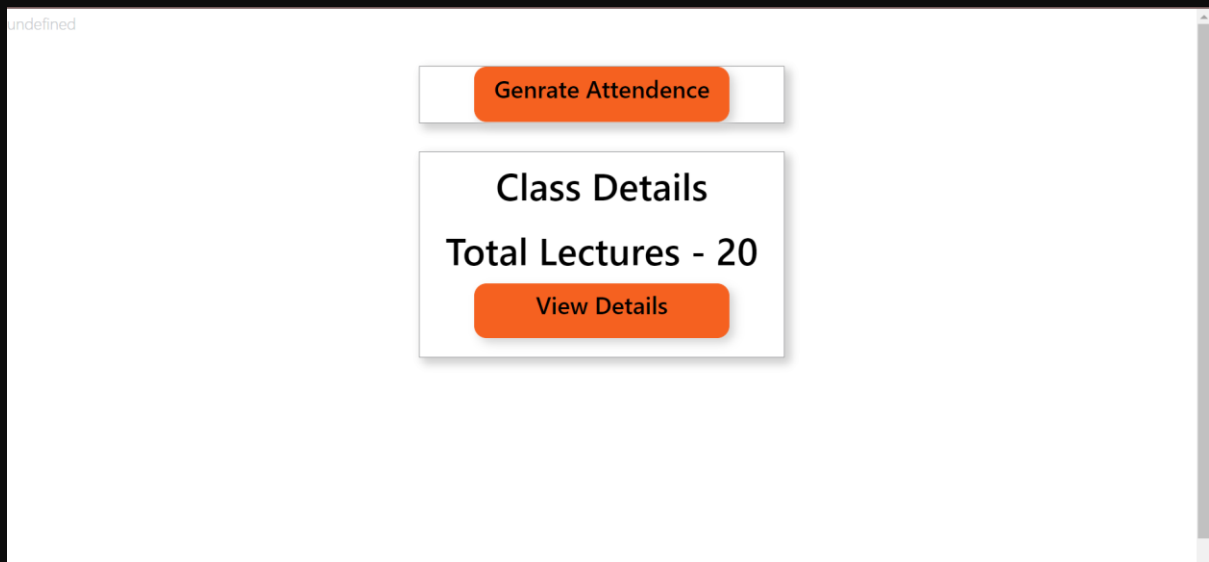 undefined
Genrate Attendence
Class Details
Total Lectures - 20
View Details